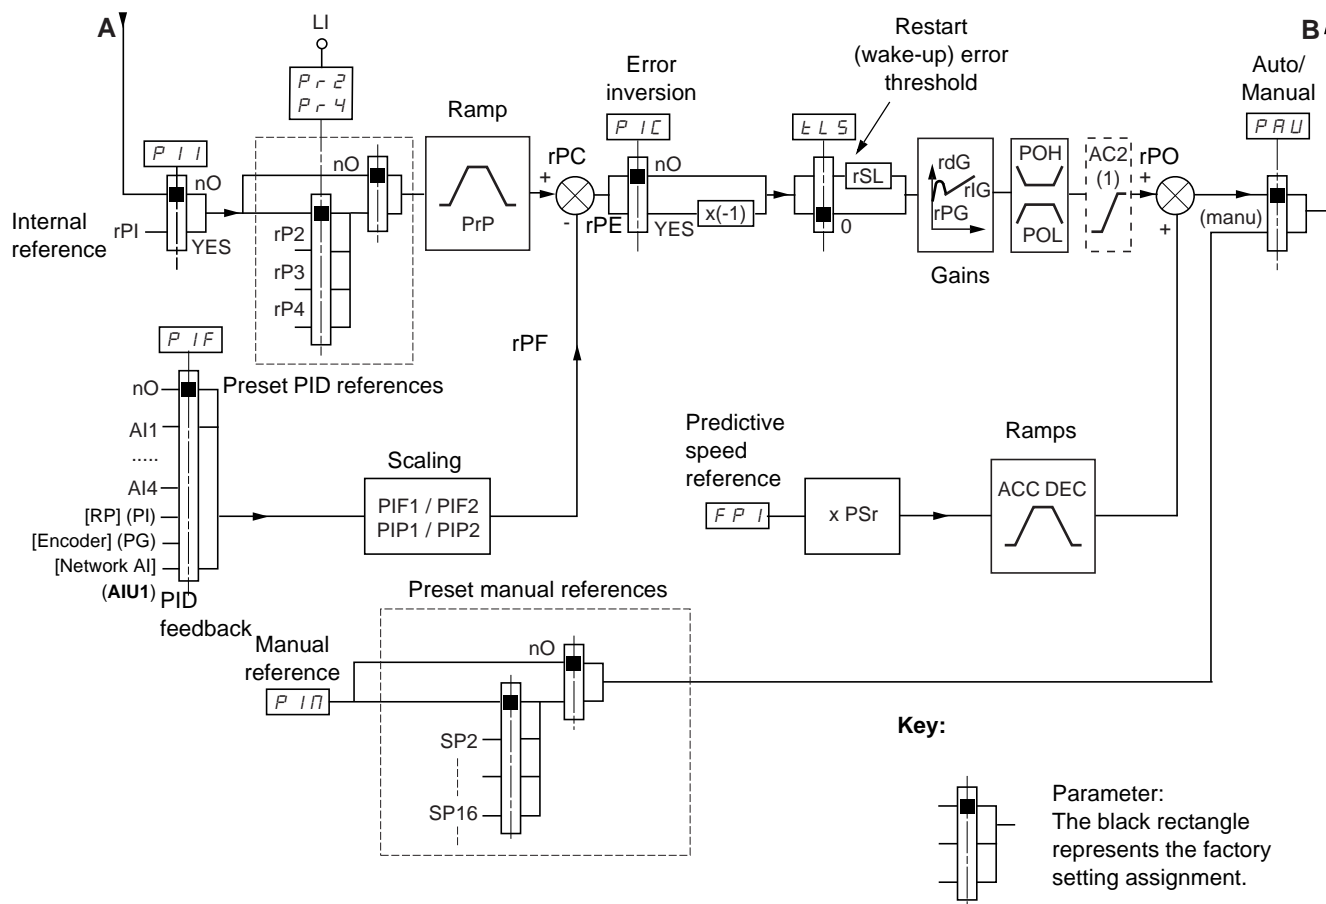 A
LI
Pr2
Pr4
Restart
(wake-up) error
threshold
B
Error
inversion
Auto/
Manual
Ramp
PIC
tLS
PAU
PII
nO
nO
rPC
+
nO
rSL
rdG
rIG
rPG
POH
POL
AC2
(1)
rPO
+
Internal
reference
rPI
YES
rP2
rP3
rP4
PrP
-
rPE
YES
x(-1)
0
+
(manu)
Gains
PIF
rPF
nO
Preset PID references
AI1
.....
AI4
[RP] (PI)
[Encoder] (PG)
[Network AI]
(AIU1)
PID
feedback
Scaling
PIF1 / PIF2
PIP1 / PIP2
Predictive
speed
reference
FPI
x PSr
Ramps
ACC DEC
Preset manual references
Manual
reference
PIM
nO
SP2
SP16
Key:
Parameter:
The black rectangle
represents the factory
setting assignment.